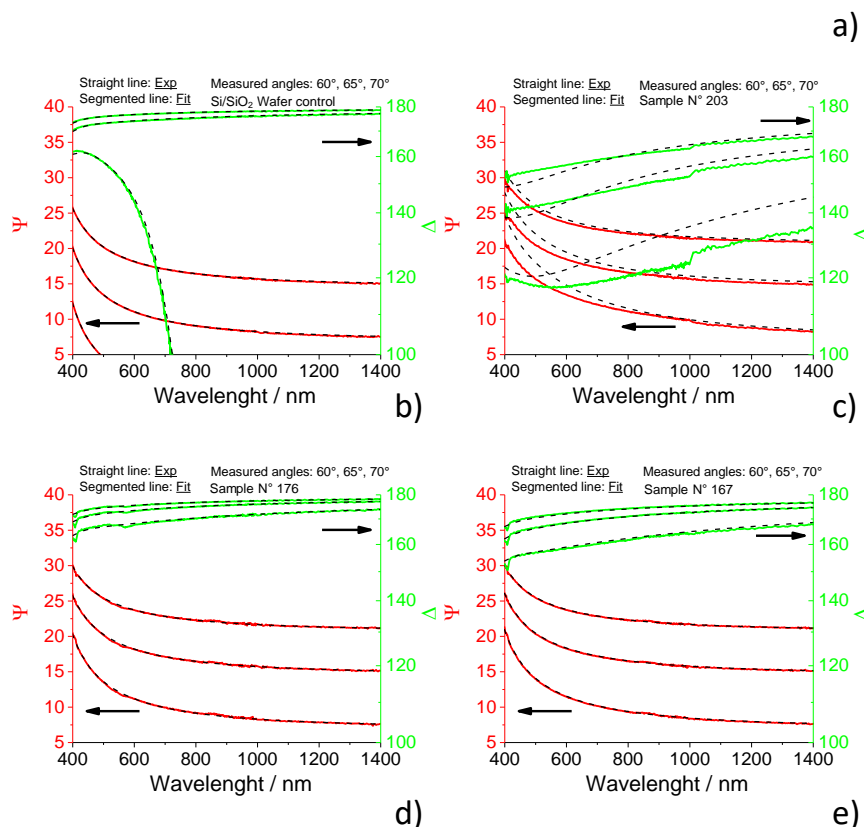 a)
Straight line: Exp Measured angles: 60°, 65°, 70°
Segmented line: Fit Si/SiO₂ Wafer control
40 35 30 25 20 15 10 5
Ψ
180 160 140 120 100
Δ
400 600 800 1000 1200 1400
Wavelenght / nm
b)
Straight line: Exp Measured angles: 60°, 65°, 70°
Segmented line: Fit Sample N° 203
40 35 30 25 20 15 10 5
Ψ
180 160 140 120 100
Δ
400 600 800 1000 1200 1400
Wavelenght / nm
c)
Straight line: Exp Measured angles: 60°, 65°, 70°
Segmented line: Fit Sample N° 176
40 35 30 25 20 15 10 5
Ψ
180 160 140 120 100
Δ
400 600 800 1000 1200 1400
Wavelenght / nm
d)
Straight line: Exp Measured angles: 60°, 65°, 70°
Segmented line: Fit Sample N° 167
40 35 30 25 20 15 10 5
Ψ
180 160 140 120 100
Δ
400 600 800 1000 1200 1400
Wavelenght / nm
e)